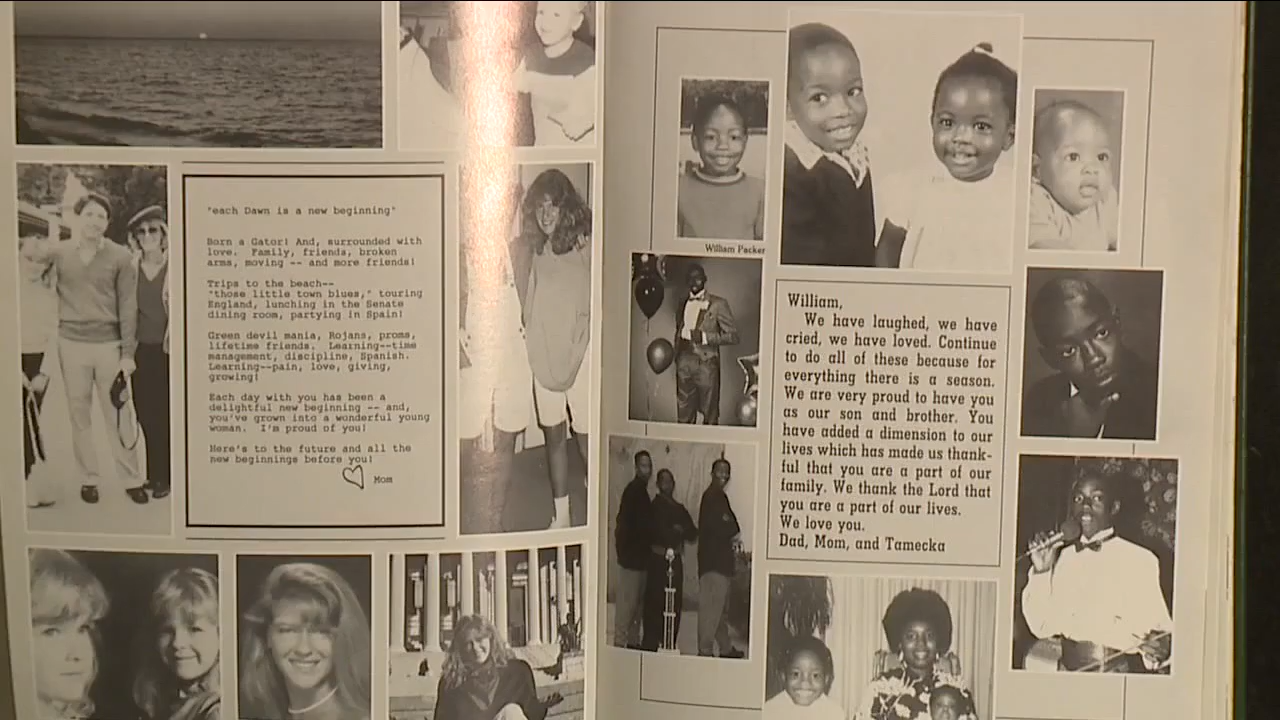 "each Dawn is a new beginning"
Born a Gator! And, surrounded with
love. Family, friends, broken
arms, moving -- and more friends!
Trips to the beach--
"those little town blues," touring
England, lunching in the Senate
dining room, partying in Spain!
Green devil mania, Rojans, proms,
lifetime friends. Learning--time
management, discipline, Spanish.
Learning--pain, love, giving,
growing!
Each day with you has been a
delightful new beginning -- and,
you've grown into a wonderful young
woman. I'm proud of you!
Here's to the future and all the
new beginnings before you!
Mom
William Packer
William,
We have laughed, we have
cried, we have loved. Continue
to do all of these because for
everything there is a season.
We are very proud to have you
as our son and brother. You
have added a dimension to our
lives which has made us thank-
ful that you are a part of our
family. We thank the Lord that
you are a part of our lives.
We love you.
Dad, Mom, and Tamecka